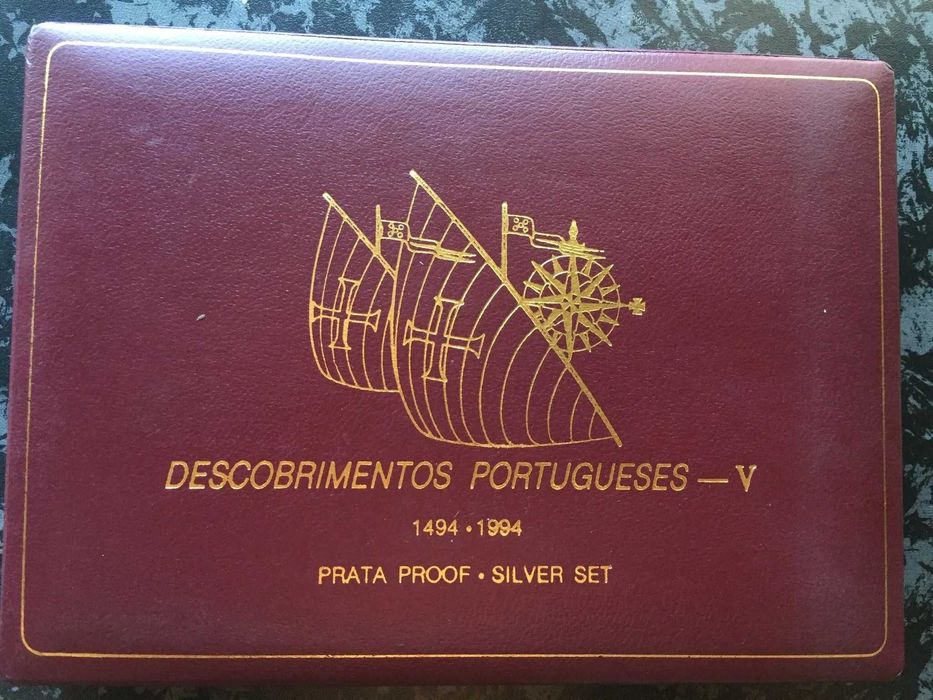 DESCOBRIMENTOS PORTUGUESES — V
1494 • 1994
PRATA PROOF • SILVER SET